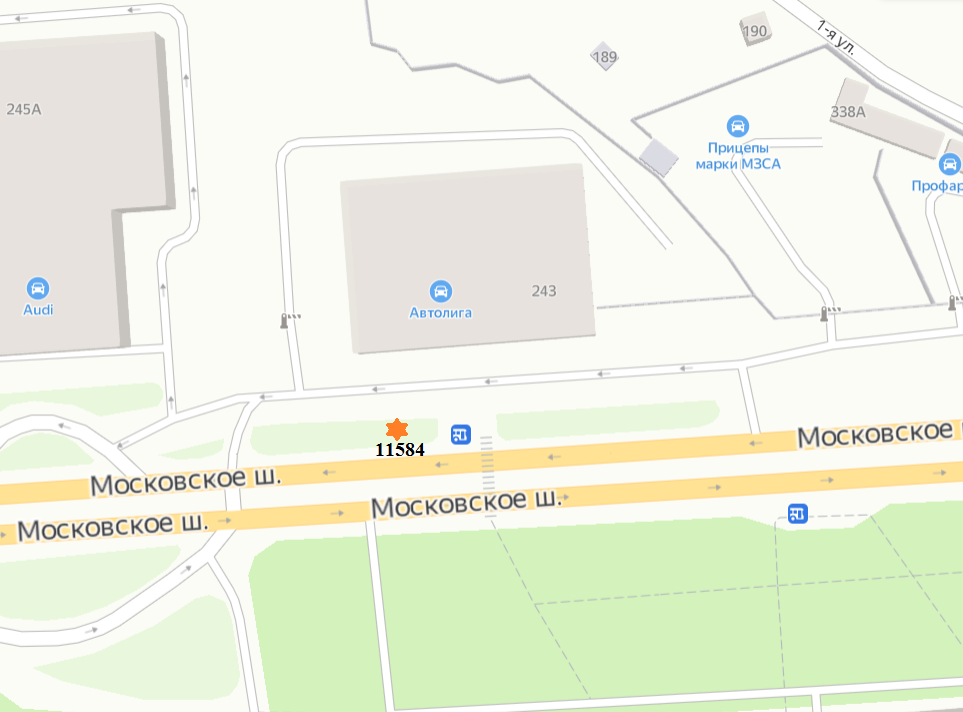 190
1-я ул.
189
245А
338А
Прицепы
марки МЗСА
Профар
Audi
243
Автолига
11584
Московское
Московское ш.
Московское ш.
Московское ш.